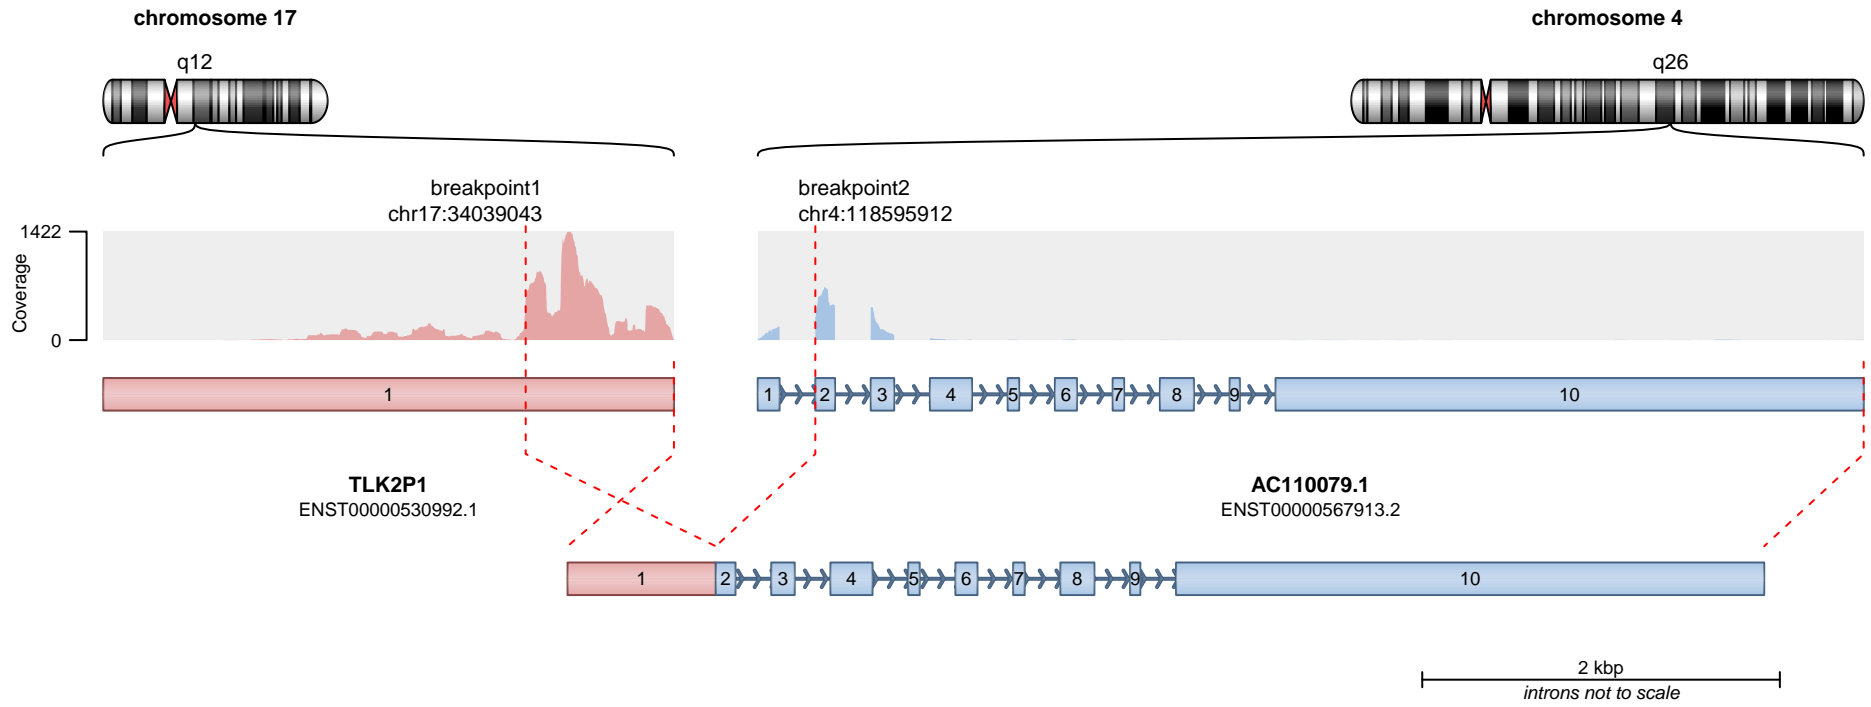 chromosome 17
chromosome 4
q12
q26
breakpoint1
chr17:34039043
breakpoint2
chr4:118595912
1422
Coverage
0
1
1 2 3 4 5 6 7 8 9 10
TLK2P1
ENST00000530992.1
AC110079.1
ENST00000567913.2
1 2 3 4 5 6 7 8 9 10
2 kbp
introns not to scale